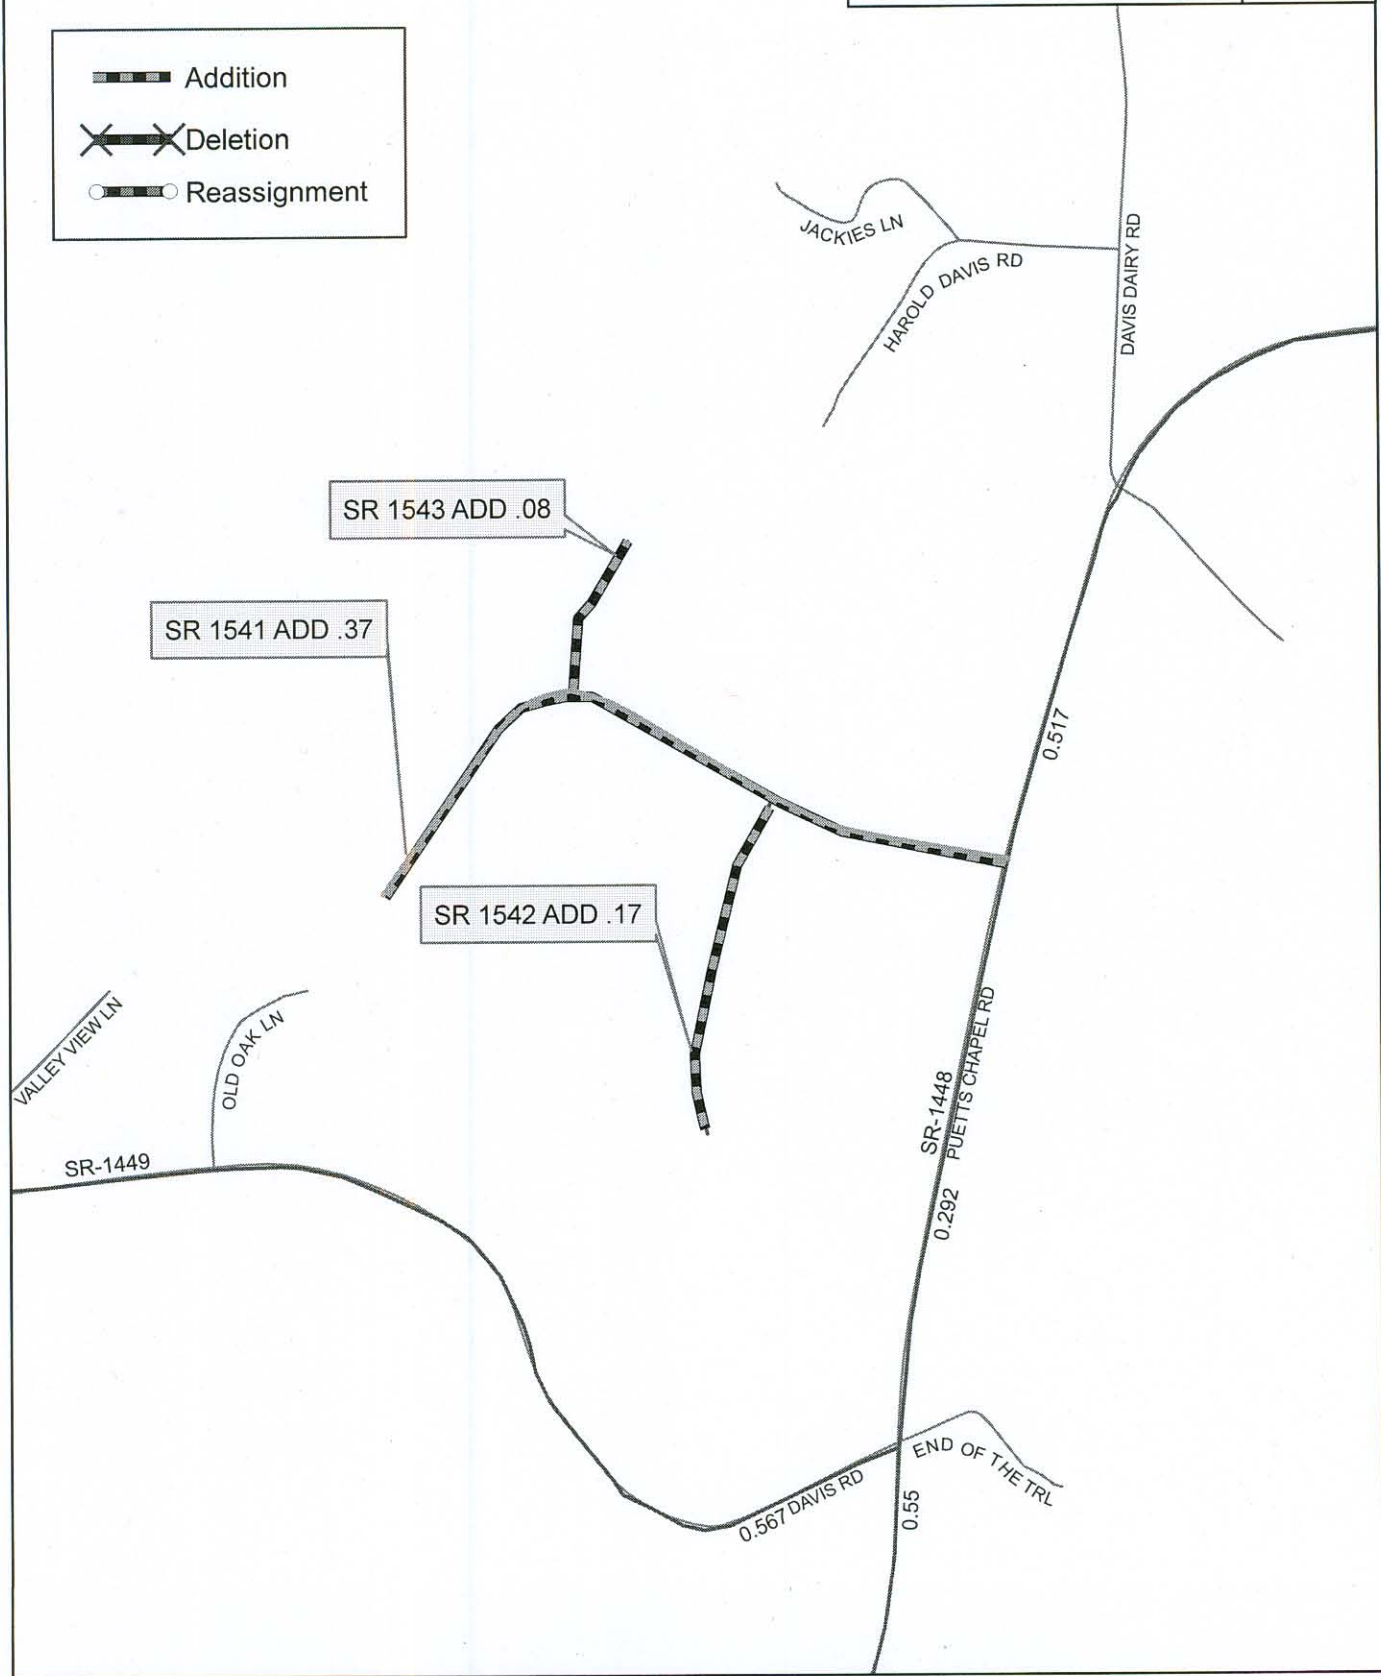 Addition
Deletion
Reassignment
JACKIES LN
HAROLD DAVIS RD
DAVIS DAIRY RD
SR 1543 ADD .08
SR 1541 ADD .37
0.517
SR 1542 ADD .17
VALLEY VIEW LN
OLD OAK LN
SR-1449
SR-1448
PUETTS CHAPEL RD
0.292
END OF THE TRL
0.567 DAVIS RD
0.55